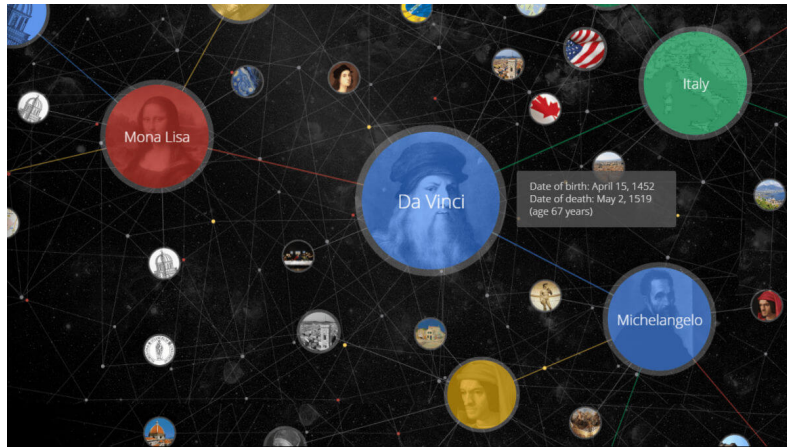 Italy
Mona Lisa
Da Vinci
Date of birth: April 15, 1452
Date of death: May 2, 1519
(age 67 years)
Michelangelo